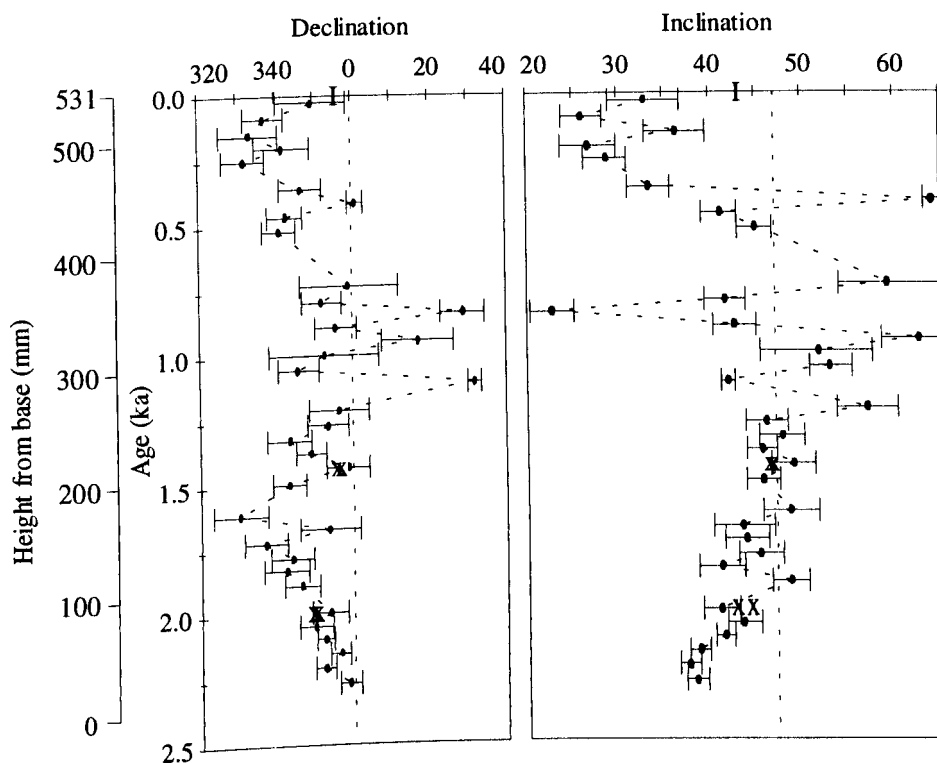 Declination Inclination
320 340 0 20 40 20 30 40 50 60
I I
531 0.0
500
0.5
400
300 1.0
200 1.5
X X
100 2.0
X X X
0
2.5
Height from base (mm)
Age (ka)